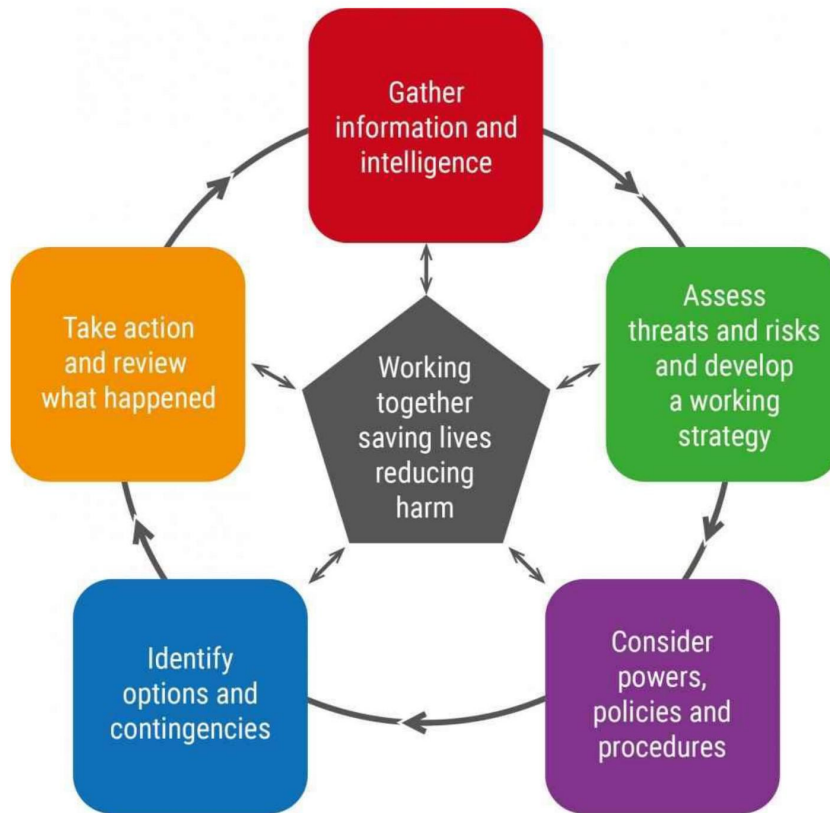 Gather
information and
intelligence
Assess
threats and risks
and develop
a working
strategy
Consider
powers,
policies and
procedures
Identify
options and
contingencies
Take action
and review
what happened
Working
together
saving lives
reducing
harm